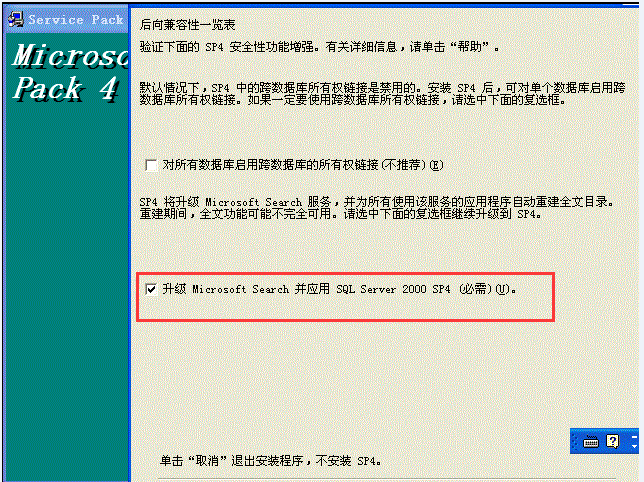 Service Pack
Microso
Pack 4
后向兼容性一览表
验证下面的 SP4 安全性功能增强。有关详细信息，请单击“帮助”。
默认情况下，SP4 中的跨数据库所有权链接是禁用的。安装 SP4 后，可对单个数据库启用跨
数据库所有权链接。如果一定要使用跨数据库所有权链接，请选中下面的复选框。
对所有数据库启用跨数据库的所有权链接(不推荐)(E)
SP4 将升级 Microsoft Search 服务，并为所有使用该服务的应用程序自动重建全文目录。
重建期间，全文功能可能不完全可用。请选中下面的复选框继续升级到 SP4。
升级 Microsoft Search 并应用 SQL Server 2000 SP4 (必需)(U)。
单击“取消”退出安装程序，不安装 SP4。